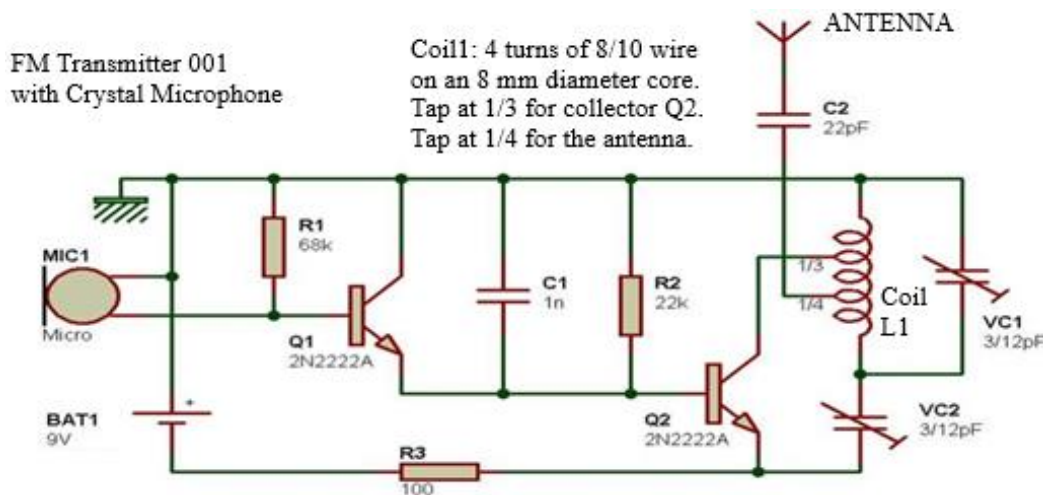 ANTENNA
FM Transmitter 001
with Crystal Microphone
Coil1: 4 turns of 8/10 wire
on an 8 mm diameter core.
Tap at 1/3 for collector Q2.
Tap at 1/4 for the antenna.
C2
22pF
MIC1
Micro
R1
68k
Q1
2N2222A
C1
1n
R2
22k
1/3
1/4
Coil
L1
VC1
3/12pF
BAT1
9V
+
R3
100
Q2
2N2222A
VC2
3/12pF